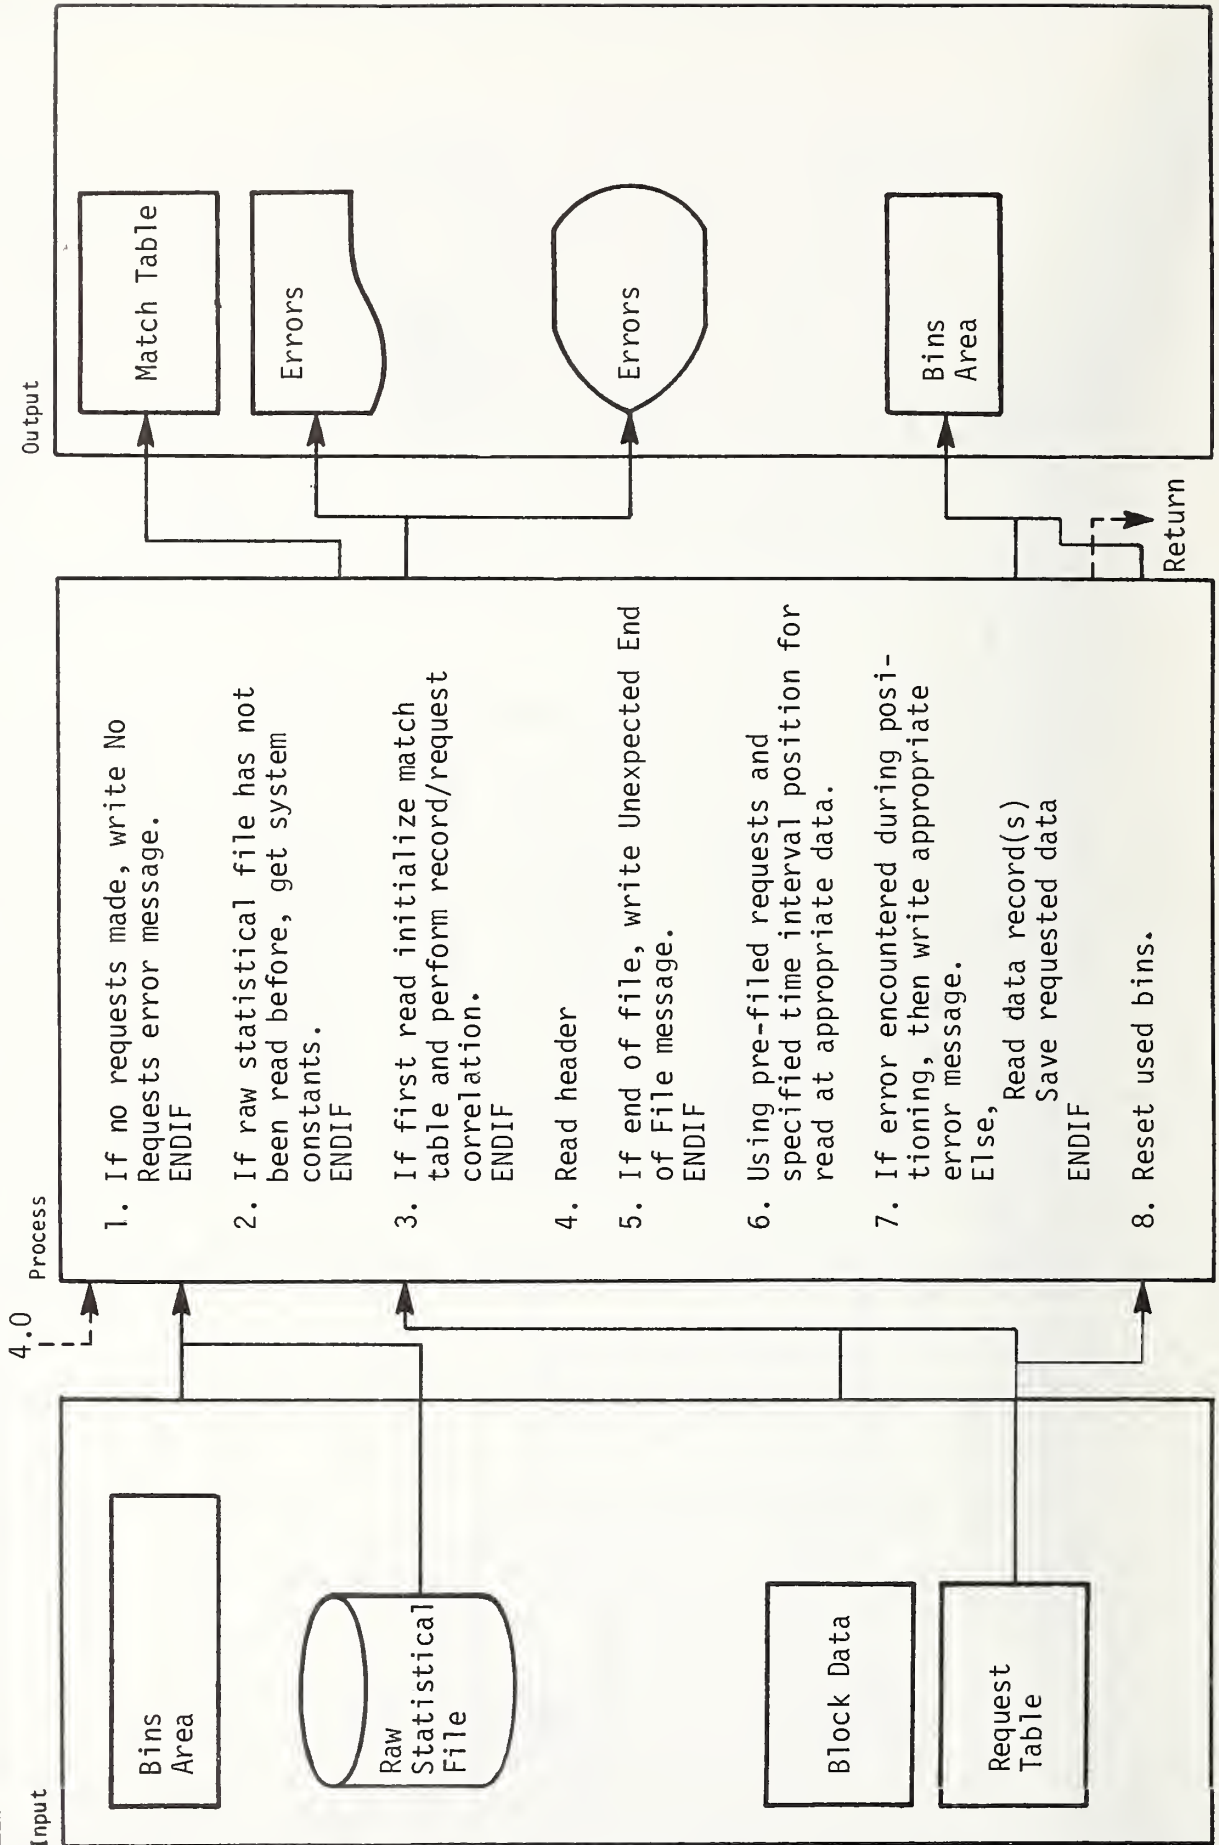 Input
Bins
Area
Raw
Statistical
File
Block Data
Request
Table
4.0
Process
1. If no requests made, write No
Requests error message.
ENDIF
2. If raw statistical file has not
been read before, get system
constants.
ENDIF
3. If first read initialize match
table and perform record/request
correlation.
ENDIF
4. Read header
5. If end of file, write Unexpected End
of File message.
ENDIF
6. Using pre-filed requests and
specified time interval position for
read at appropriate data.
7. If error encountered during posi-
tioning, then write appropriate
error message.
Else,
Read data record(s)
Save requested data
ENDIF
8. Reset used bins.
Return
Output
Match Table
Errors
Errors
Bins
Area